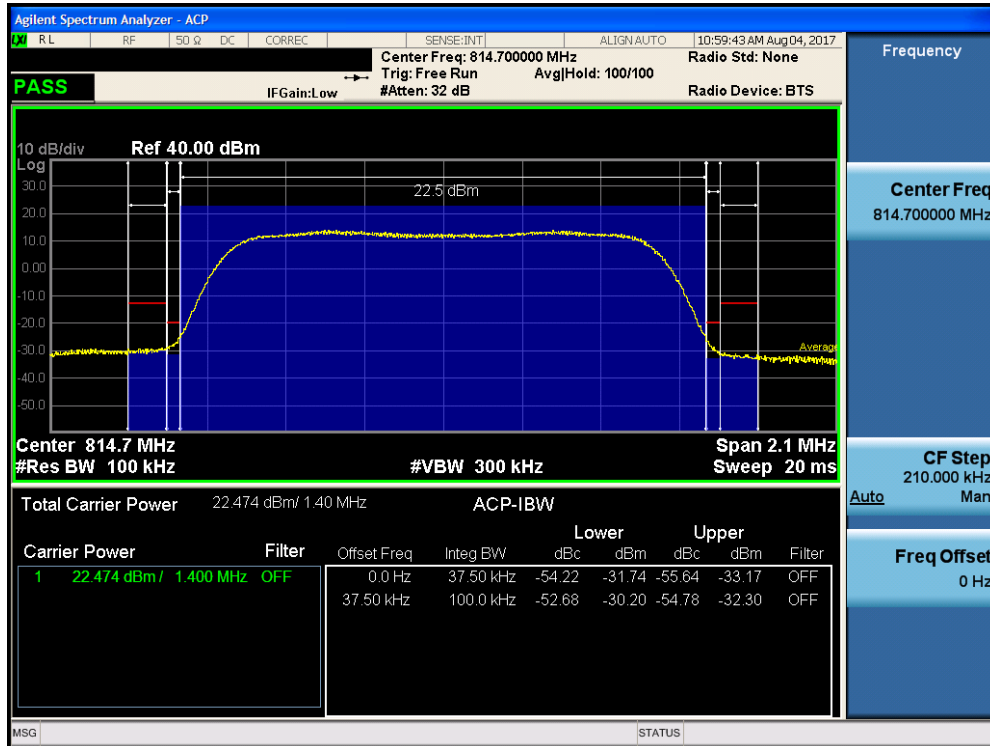 Agilent Spectrum Analyzer - ACP
LXI RL RF 50 Ω DC CORREC SENSE:INT ALIGN AUTO 10:59:43 AM Aug 04, 2017
Center Freq: 814.700000 MHz Radio Std: None
Trig: Free Run Avg|Hold: 100/100
PASS IFGain:Low #Atten: 32 dB Radio Device: BTS
10 dB/div Ref 40.00 dBm
Log
30.0
22.5 dBm
20.0
10.0
0.00
-10.0
-20.0
-30.0
Average
-40.0
-50.0
Center 814.7 MHz Span 2.1 MHz
#Res BW 100 kHz #VBW 300 kHz Sweep 20 ms
Total Carrier Power 22.474 dBm/ 1.40 MHz ACP-IBW
Lower Upper
Carrier Power Filter Offset Freq Integ BW dBc dBm dBc dBm Filter
1 22.474 dBm / 1.400 MHz OFF 0.0 Hz 37.50 kHz -54.22 -31.74 -55.64 -33.17 OFF
37.50 kHz 100.0 kHz -52.68 -30.20 -54.78 -32.30 OFF
MSG STATUS
Frequency
Center Freq
814.700000 MHz
CF Step
210.000 kHz
Auto Man
Freq Offset
0 Hz